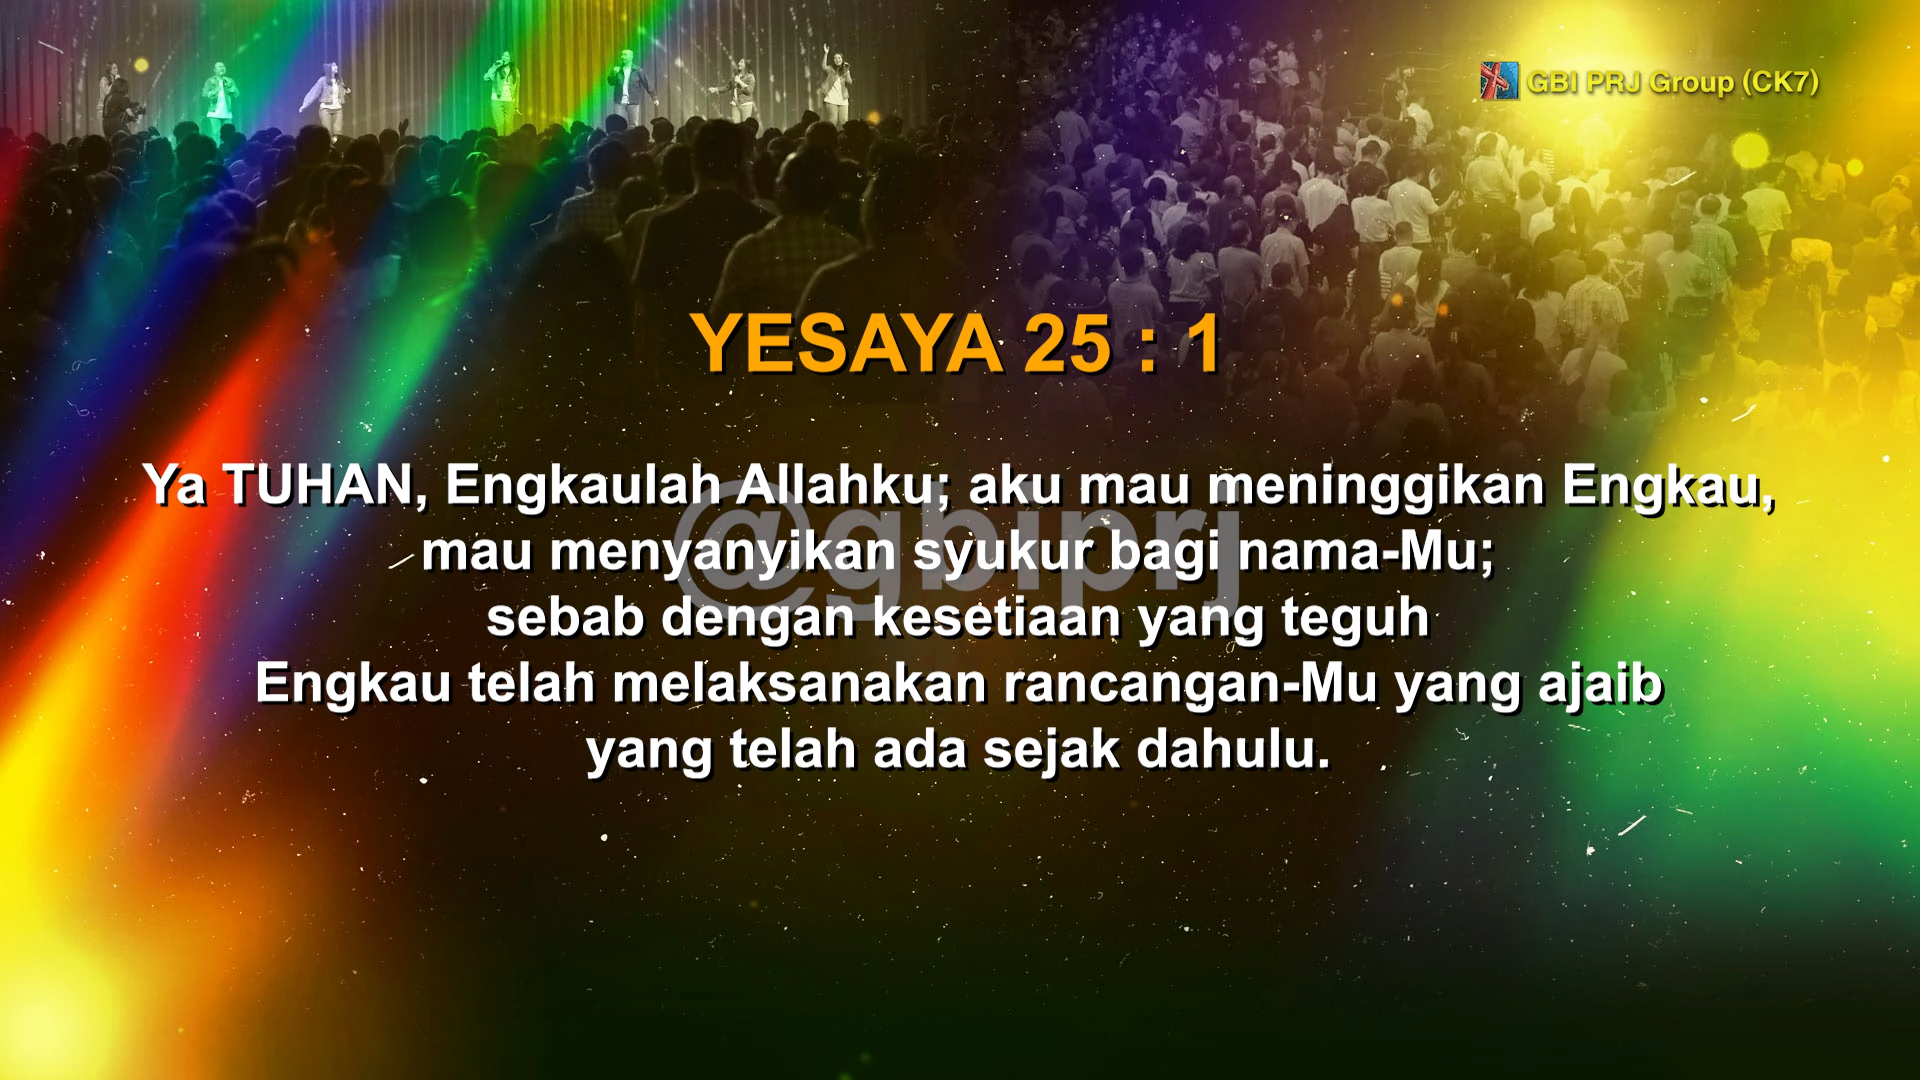 GBI PRJ Group (CK7)
YESAYA 25 : 1
Ya TUHAN, Engkaulah Allahku; aku mau meninggikan Engkau,
mau menyanyikan syukur bagi nama-Mu;
@gbiprj
sebab dengan kesetiaan yang teguh
Engkau telah melaksanakan rancangan-Mu yang ajaib
yang telah ada sejak dahulu.